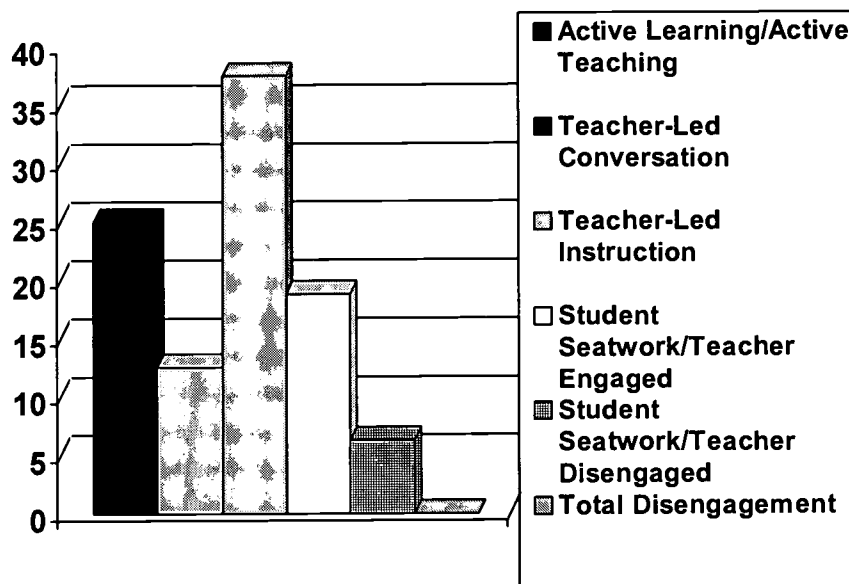 40
35
30
25
20
15
10
5
0
Active Learning/Active
Teaching
Teacher-Led
Conversation
Teacher-Led
Instruction
Student
Seatwork/Teacher
Engaged
Student
Seatwork/Teacher
Disengaged
Total Disengagement